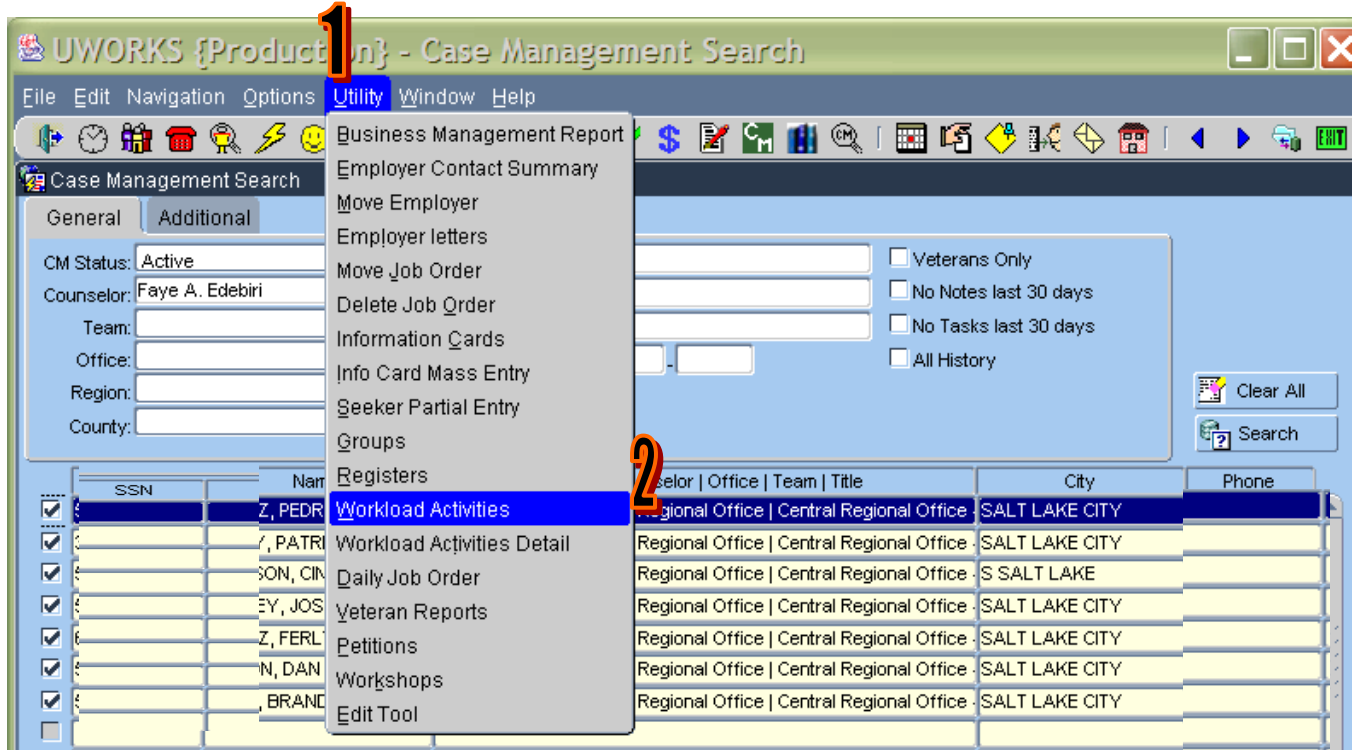 1
UWORKS {Production} - Case Management Search
File Edit Navigation Options Utility Window Help
CM CM EXIT
Case Management Search
General Additional
CM Status: Active
Counselor: Faye A. Edebiri
Team:
Office:
Region:
County:
Business Management Report
Employer Contact Summary
Move Employer
Employer letters
Move Job Order
Delete Job Order
Information Cards
Info Card Mass Entry
Seeker Partial Entry
Groups
Registers
Workload Activities
Workload Activities Detail
Daily Job Order
Veteran Reports
Petitions
Workshops
Edit Tool
2
Veterans Only
No Notes last 30 days
No Tasks last 30 days
All History
-
Clear All
Search
SSN Nam selor | Office | Team | Title City Phone
Z, PEDR Regional Office | Central Regional Office - SALT LAKE CITY
Y, PATRI Regional Office | Central Regional Office - SALT LAKE CITY
SON, CIN Regional Office | Central Regional Office - S SALT LAKE
EY, JOS Regional Office | Central Regional Office - SALT LAKE CITY
Z, FERL Regional Office | Central Regional Office - SALT LAKE CITY
N, DAN Regional Office | Central Regional Office - SALT LAKE CITY
, BRAND Regional Office | Central Regional Office - SALT LAKE CITY